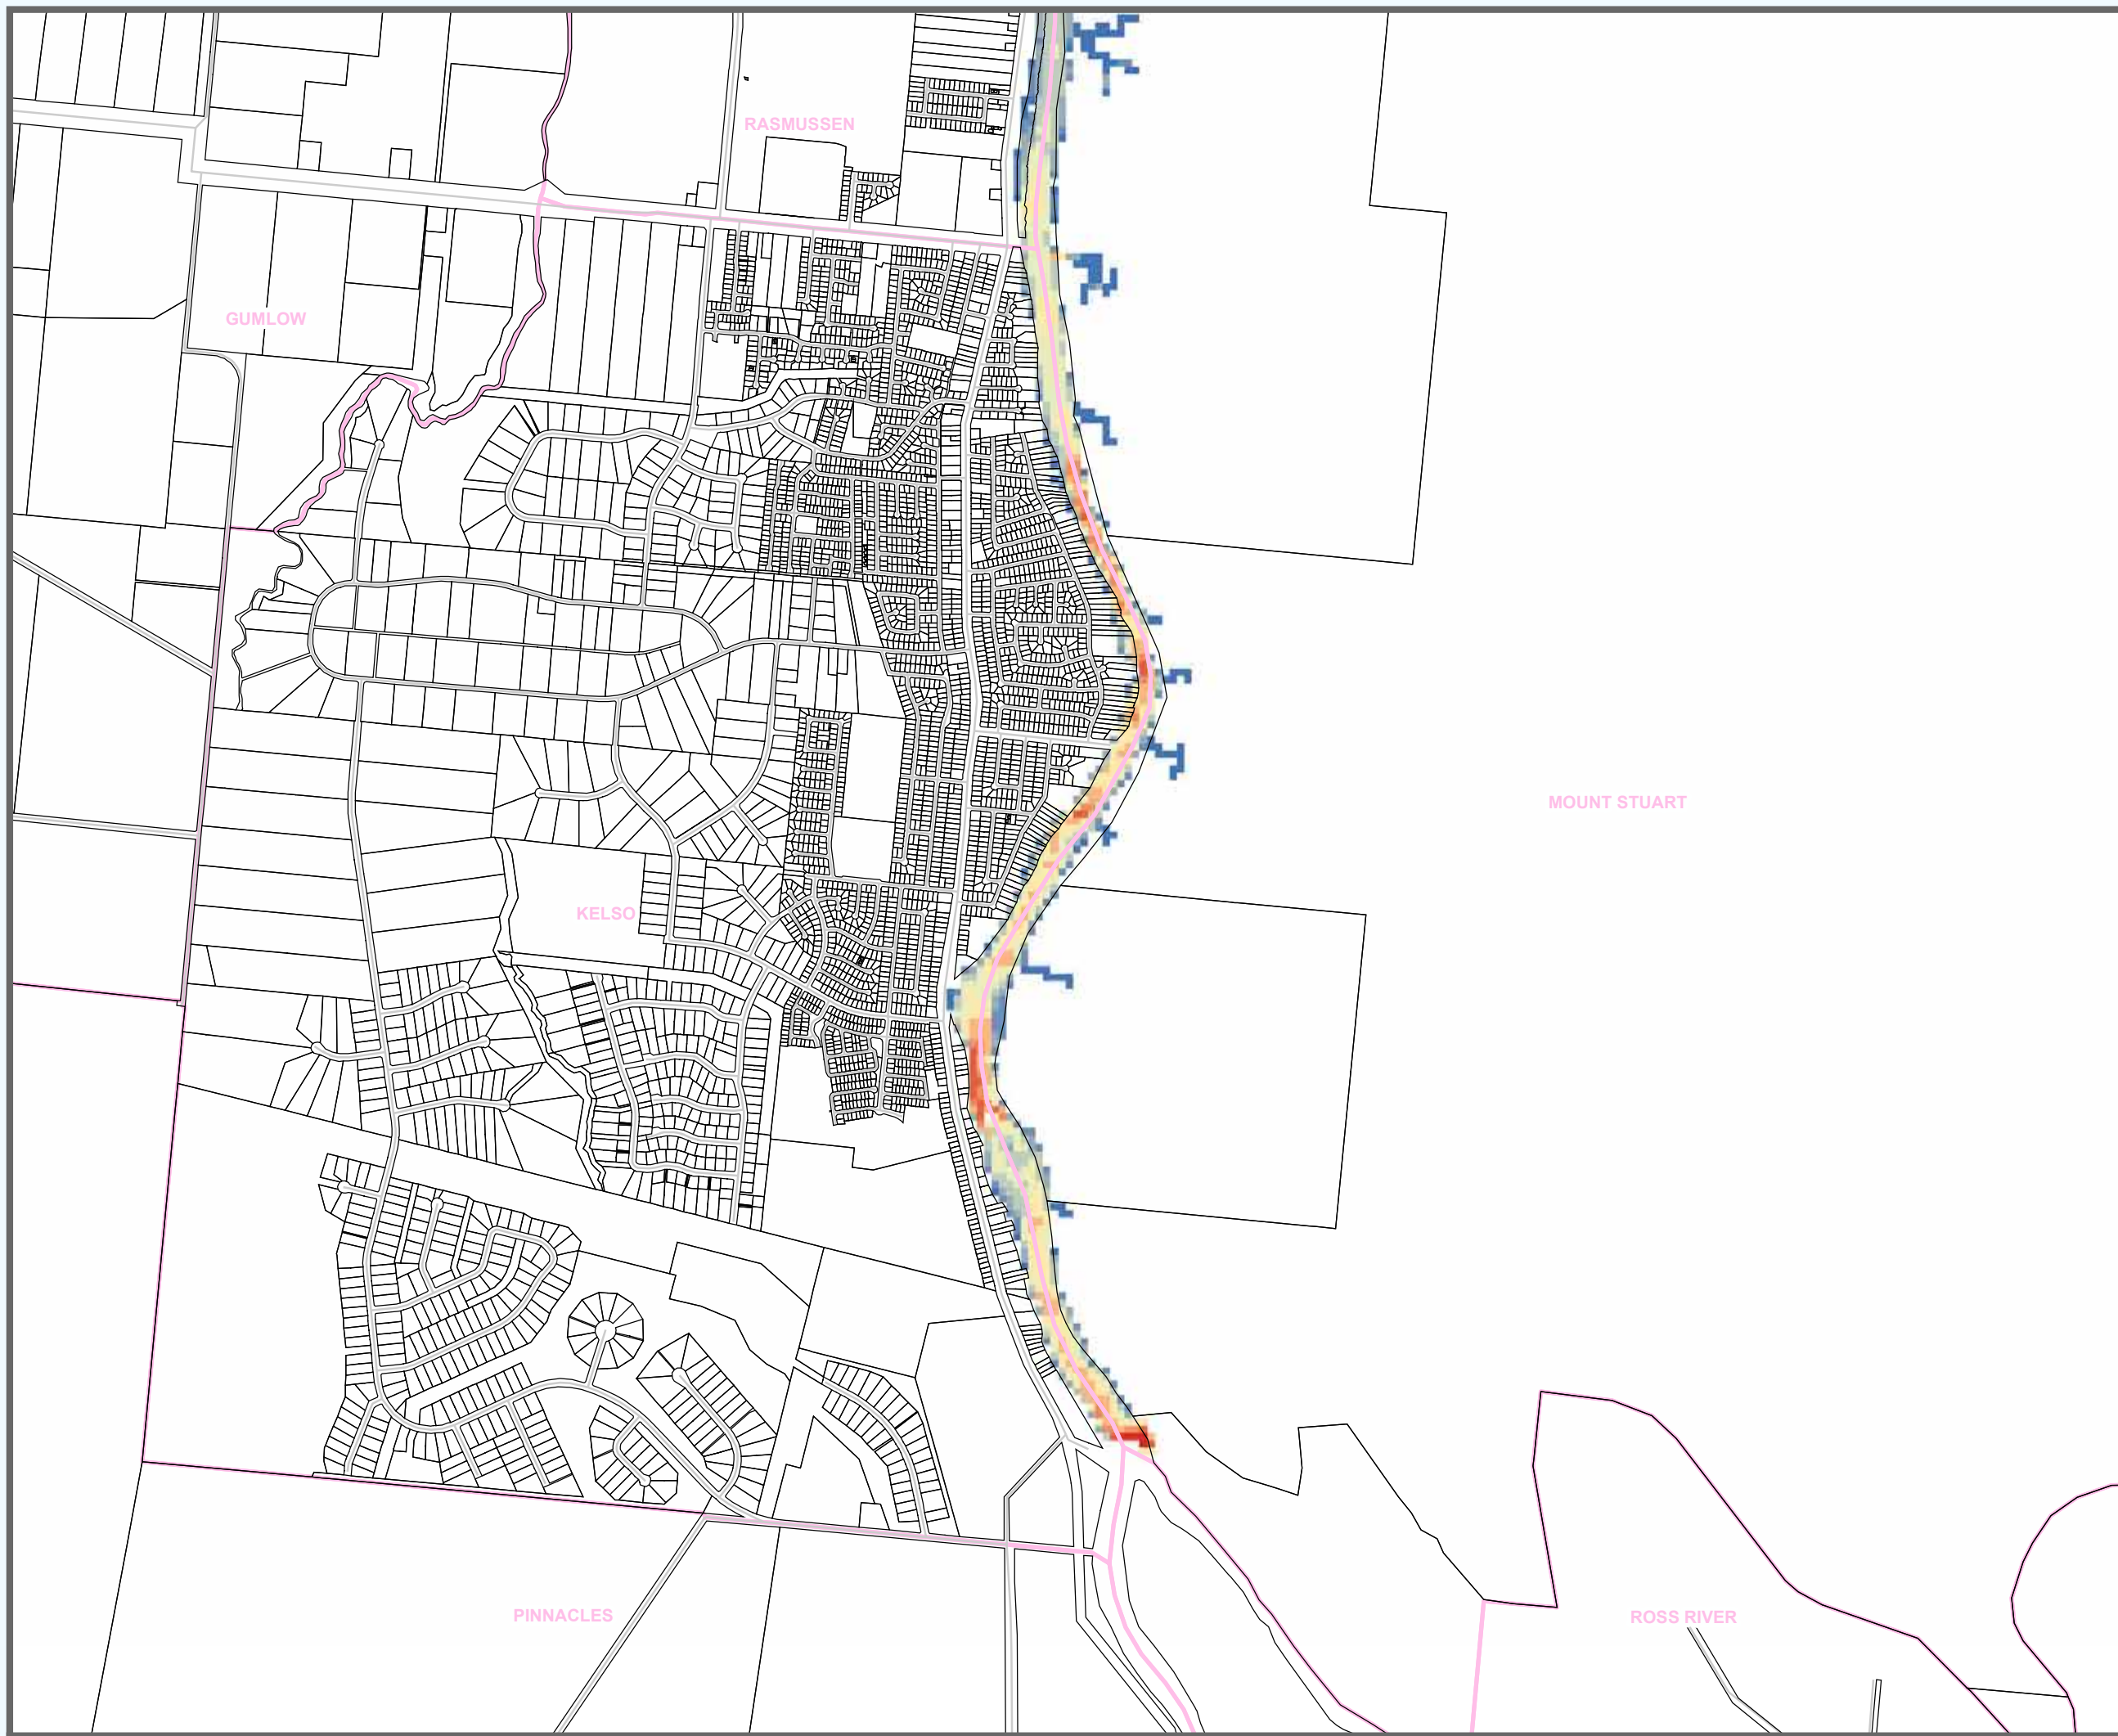 RASMUSSEN
GUMLOW
MOUNT STUART
KELSO
PINNACLES
ROSS RIVER